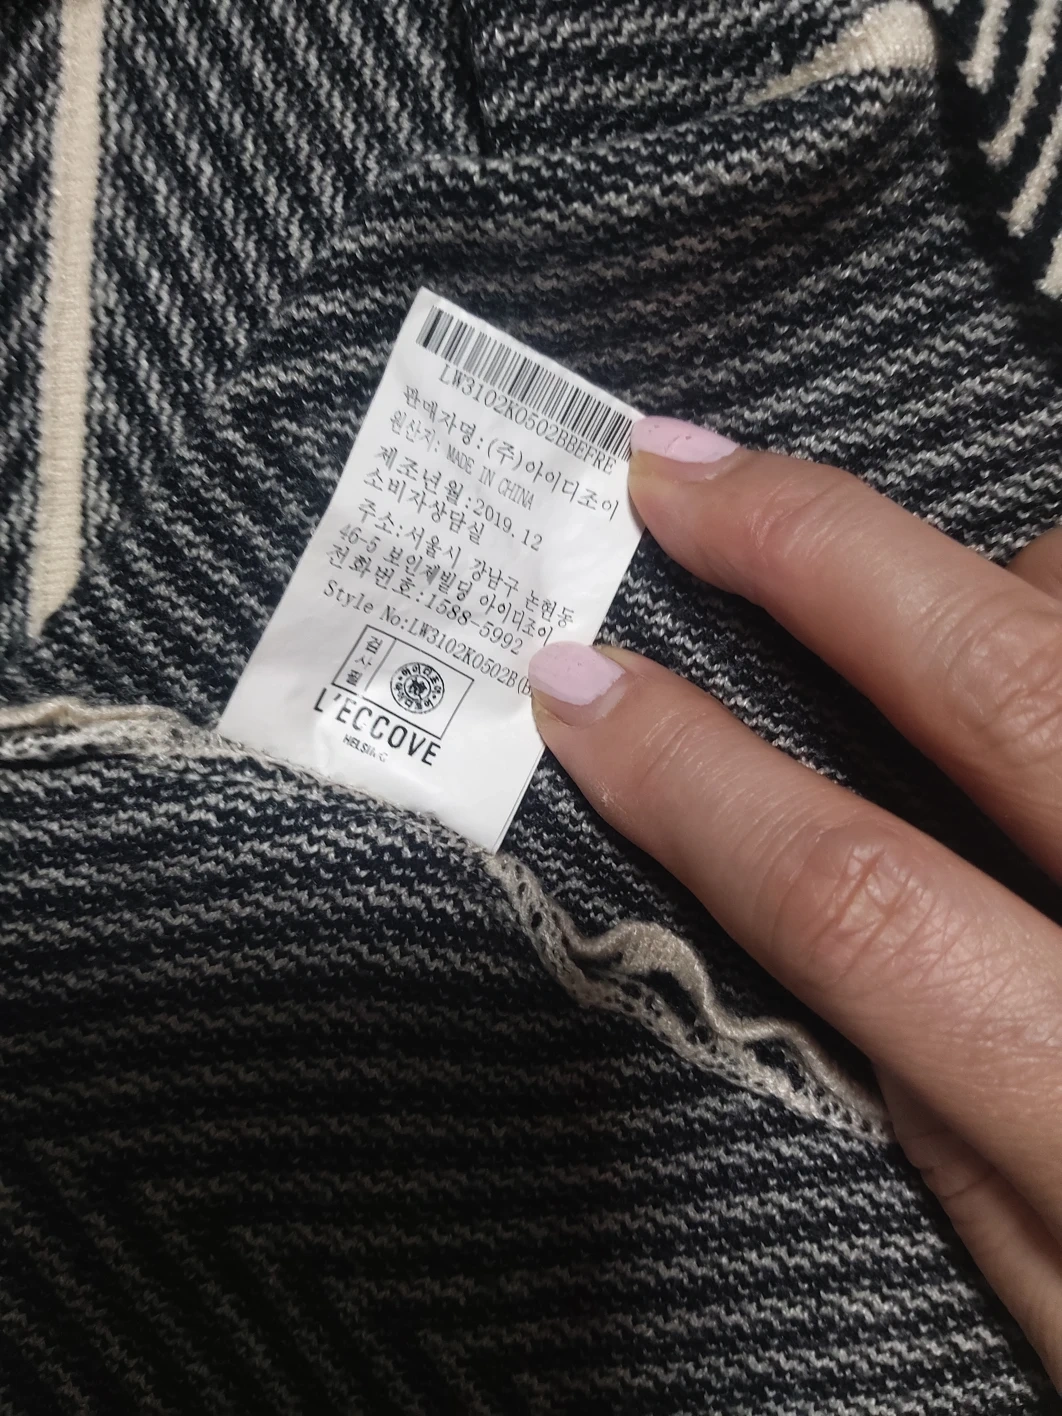 LW3102K0502BBEFRE
판매자명:(주)아이디조이
원산지: MADE IN CHINA
제조년월:2019.12
소비자상담실
주소:서울시 강남구 논현동
46-5 보인제빌딩 아이디조이
전화번호:1588-5992
Style No:LW3102K0502B(B
검사필
L'ECCOVE